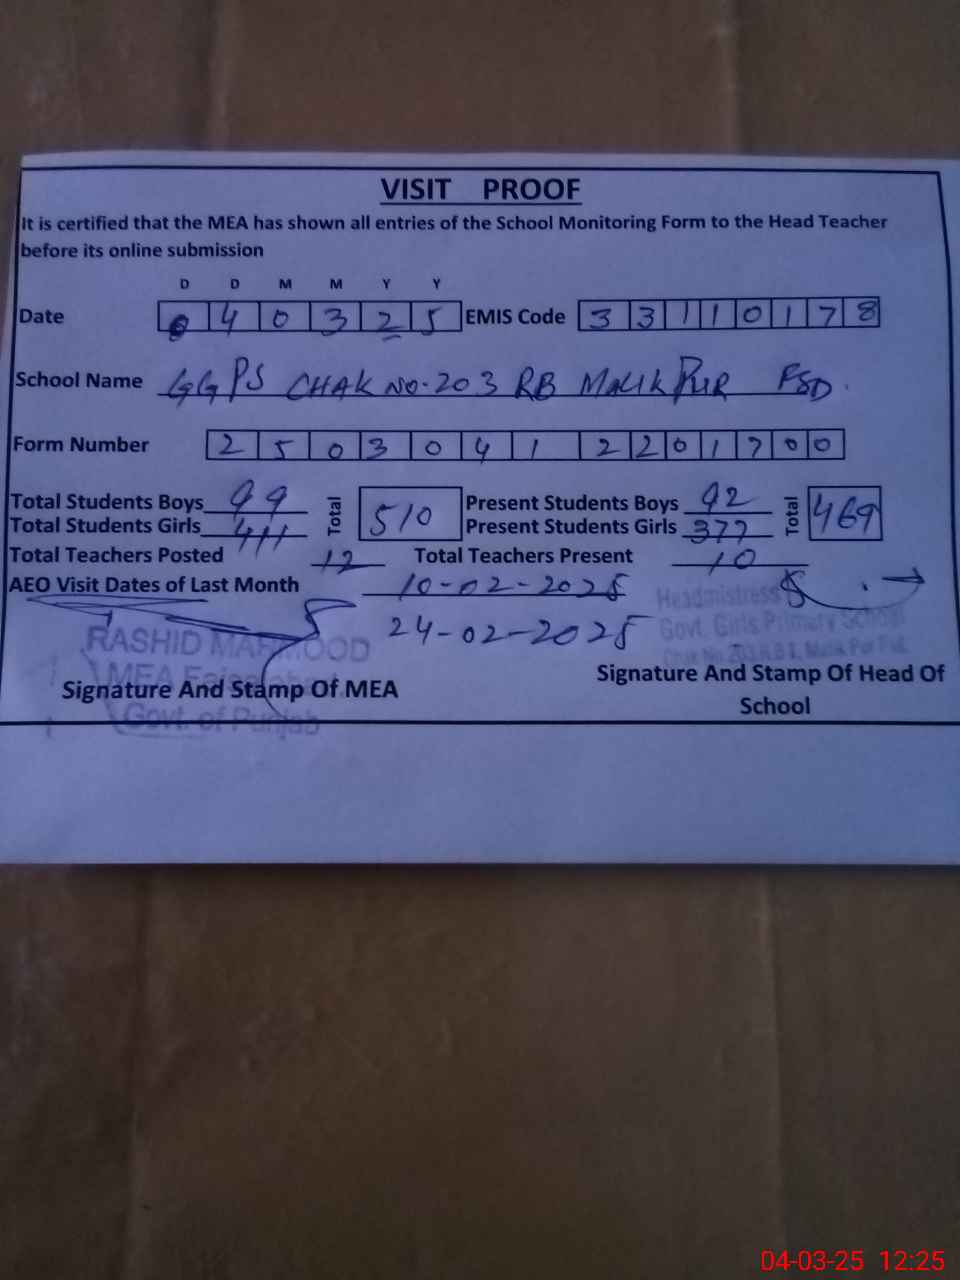 VISIT PROOF
It is certified that the MEA has shown all entries of the School Monitoring Form to the Head Teacher
before its online submission
D D M M Y Y
Date 0 4 0 3 2 5 EMIS Code 3 3 1 1 0 1 7 8
School Name GGPS CHAK NO. 203 RB MALIK PUR FSD.
Form Number 2 5 0 3 0 4 1 2 2 0 1 7 0 0
Total Students Boys 99 Total 510 Present Students Boys 92 Total 469
Total Students Girls 411 Present Students Girls 377
Total Teachers Posted 12 Total Teachers Present 10
AEO Visit Dates of Last Month 10-02-2025
24-02-2025
Headmistress
Govt. Girls Primary School
RASHID MAHMOOD
MEA
Govt. of Punjab
Signature And Stamp Of MEA
Signature And Stamp Of Head Of
School
04-03-25 12:25